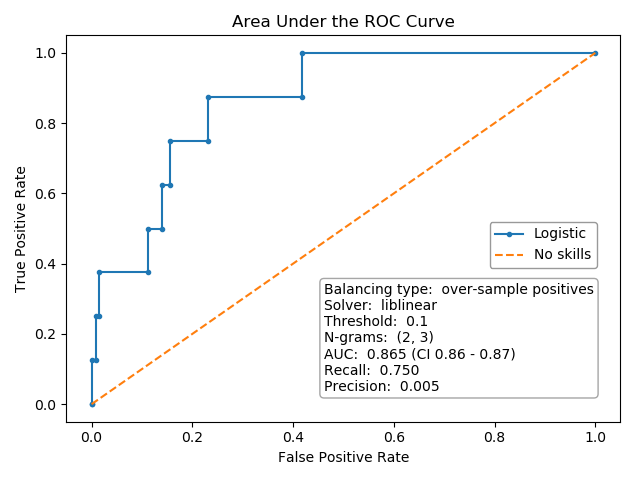 Area Under the ROC Curve
1.0
0.8
0.6
0.4
0.2
0.0
True Positive Rate
Logistic
No skills
Balancing type:  over-sample positives
Solver:  liblinear
Threshold:  0.1
N-grams:  (2, 3)
AUC:  0.865 (CI 0.86 - 0.87)
Recall:  0.750
Precision:  0.005
0.0 0.2 0.4 0.6 0.8 1.0
False Positive Rate